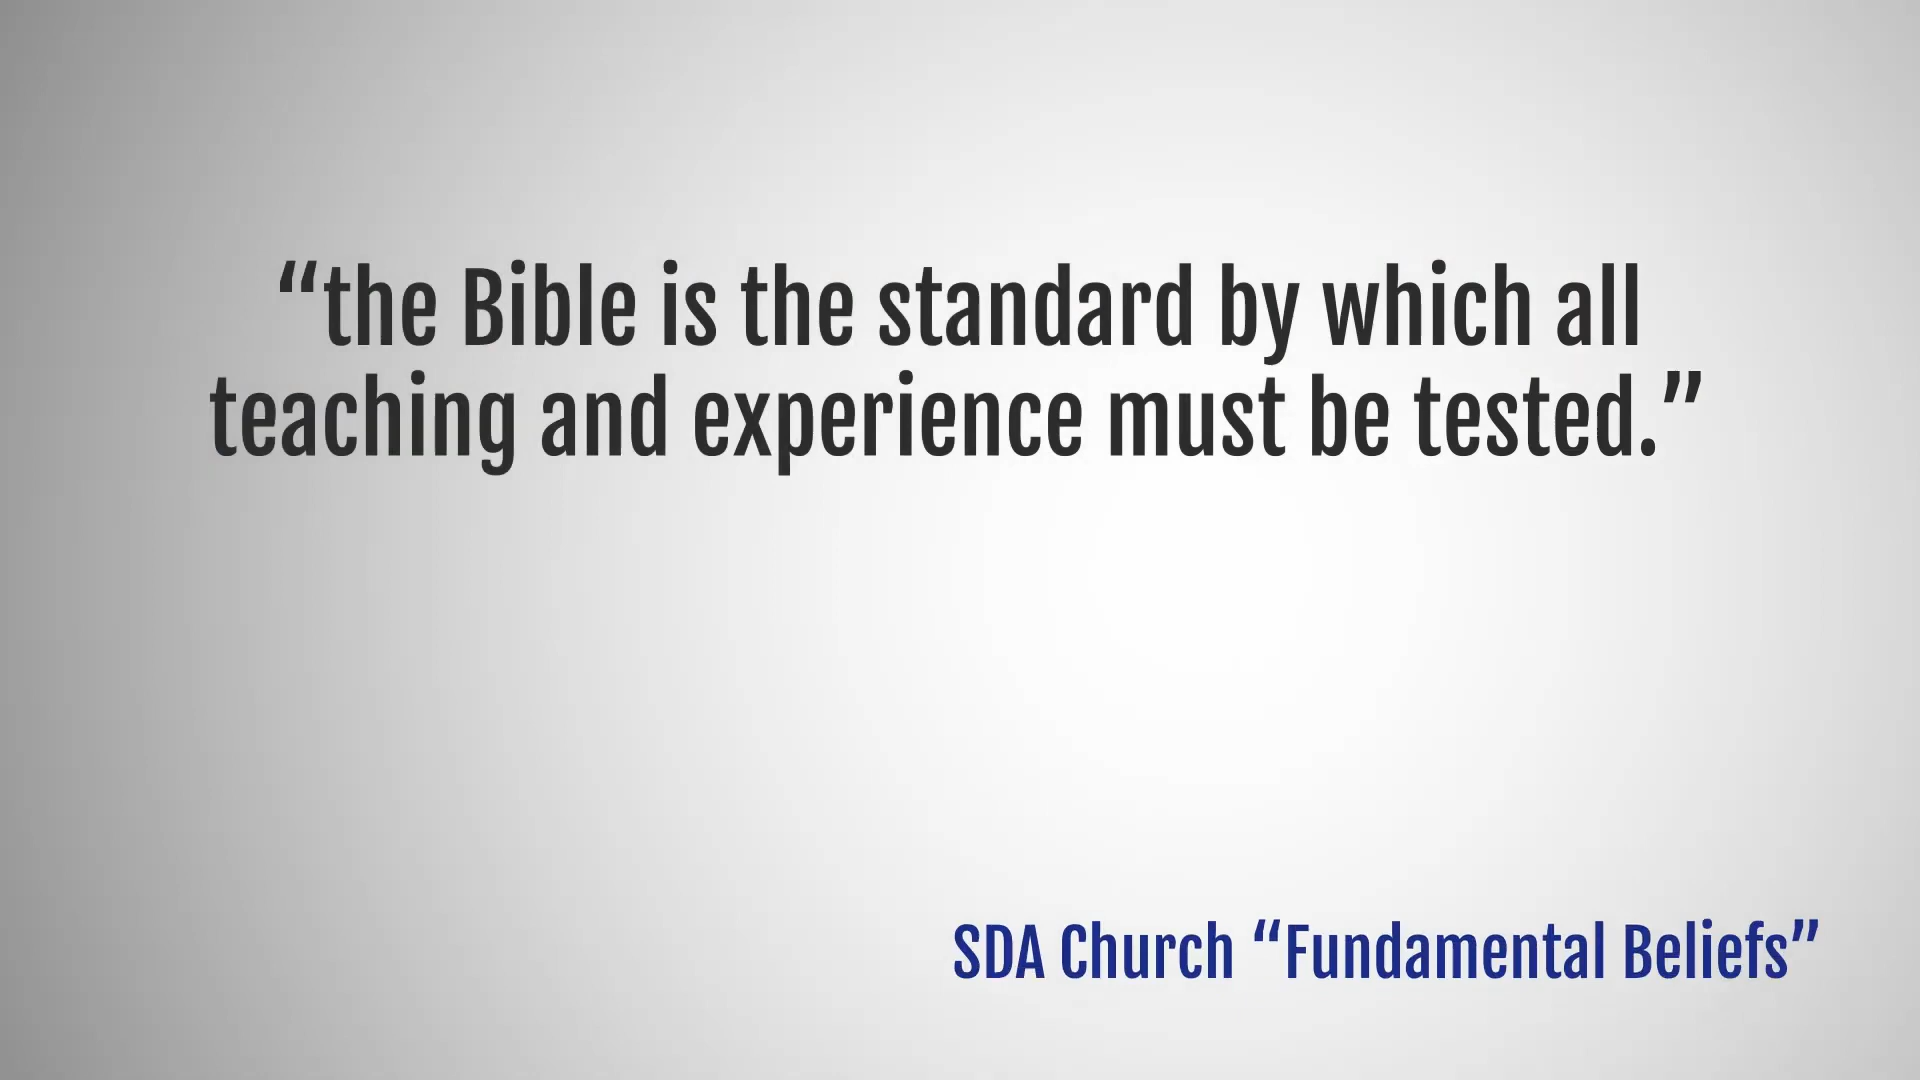 “the Bible is the standard by which all
teaching and experience must be tested.”
SDA Church “Fundamental Beliefs”